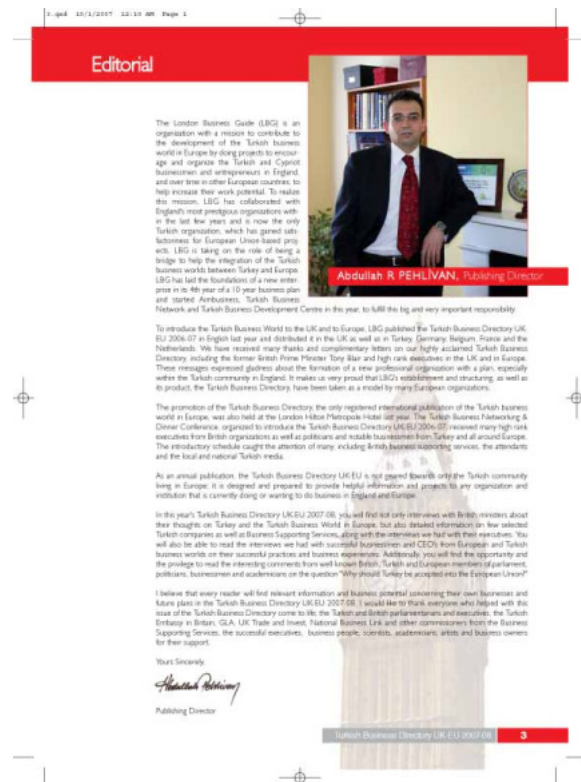 3.qxd 10/1/2007 12:10 AM Page 1
Editorial
The London Business Guide (LBG) is an
organization with a mission to contribute to
the development of the Turkish business
world in Europe by doing projects to encour-
age and organize the Turkish and Cypriot
businessmen and entrepreneurs in England,
and over time in other European countries, to
help increase their work potential. To realize
this mission, LBG has collaborated with
England's most prestigious organizations with-
in the last few years and is now the only
Turkish organization, which has gained satis-
factoriness for European Union-based proj-
ects. LBG is taking on the role of being a
bridge to help the integration of the Turkish
business worlds between Turkey and Europe.
LBG has laid the foundations of a new enter-
prise in its 4th year of a 10 year business plan
and started Aimbusiness, Turkish Business
Network and Turkish Business Development Centre in this year, to fulfill this big and very important responsibility.
Abdullah R PEHLİVAN, Publishing Director
To introduce the Turkish Business World to the UK and to Europe, LBG published the Turkish Business Directory UK-
EU 2006-07 in English last year and distributed it in the UK as well as in Turkey, Germany, Belgium, France and the
Netherlands. We have received many thanks and complimentary letters on our highly acclaimed Turkish Business
Directory, including the former British Prime Minister Tony Blair and high rank executives in the UK and in Europe.
These messages expressed gladness about the formation of a new professional organization with a plan, especially
within the Turkish community in England. It makes us very proud that LBG's establishment and structuring, as well as
its product, the Turkish Business Directory, have been taken as a model by many European organizations.
The promotion of the Turkish Business Directory, the only registered international publication of the Turkish business
world in Europe, was also held at the London Hilton Metropole Hotel last year. The Turkish Business Networking &
Dinner Conference, organized to introduce the Turkish Business Directory UK-EU 2006-07, received many high rank
executives from British organizations as well as politicians and notable businessmen from Turkey and all around Europe.
The introductory schedule caught the attention of many, including British business supporting services, the attendants
and the local and national Turkish media.
As an annual publication, the Turkish Business Directory UK-EU is not geared towards only the Turkish community
living in Europe; it is designed and prepared to provide helpful information and projects to any organization and
institution that is currently doing or wanting to do business in England and Europe.
In this year's Turkish Business Directory UK-EU 2007-08, you will find not only interviews with British ministers about
their thoughts on Turkey and the Turkish Business World in Europe, but also detailed information on few selected
Turkish companies as well as Business Supporting Services, along with the interviews we had with their executives. You
will also be able to read the interviews we had with successful businessmen and CEO's from European and Turkish
business worlds on their successful practices and business experiences. Additionally, you will find the opportunity and
the privilege to read the interesting comments from well known British, Turkish and European members of parliament,
politicians, businessmen and academicians on the question "Why should Turkey be accepted into the European Union?"
I believe that every reader will find relevant information and business potential concerning their own businesses and
future plans in the Turkish Business Directory UK-EU 2007-08. I would like to thank everyone who helped with this
issue of the Turkish Business Directory come to life, the Turkish and British parliamentarians and executives, the Turkish
Embassy in Britain, GLA, UK Trade and Invest, National Business Link and other commissioners from the Business
Supporting Services, the successful executives, business people, scientists, academicians, artists and business owners
for their support.
Yours Sincerely,
Abdullah Pehlivan
Publishing Director
Turkish Business Directory UK-EU 2007-08 3